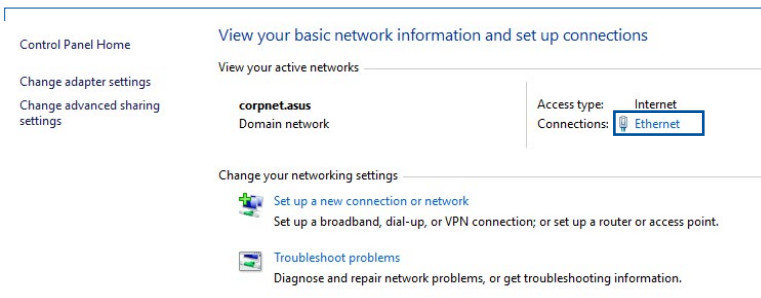 Control Panel Home
Change adapter settings
Change advanced sharing
settings
View your basic network information and set up connections
View your active networks
corpnet.asus
Domain network
Access type: Internet
Connections: Ethernet
Change your networking settings
Set up a new connection or network
Set up a broadband, dial-up, or VPN connection; or set up a router or access point.
Troubleshoot problems
Diagnose and repair network problems, or get troubleshooting information.